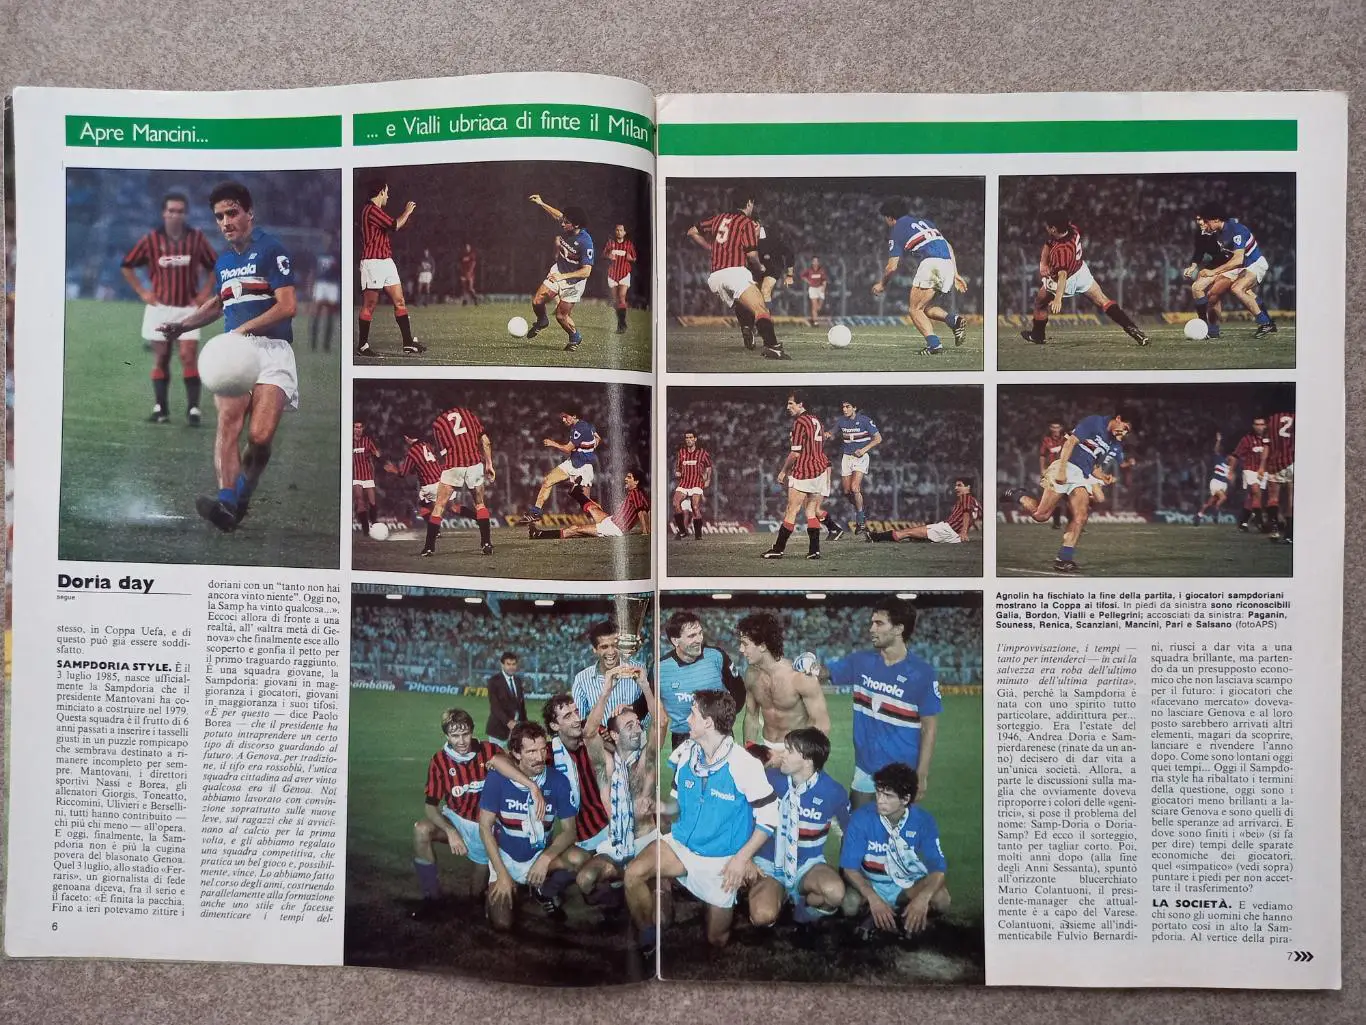 Apre Mancini...
... e Vialli ubriaca di finte il Milan
Doria day
segue
stesso, in Coppa Uefa, e di
questo può già essere soddi-
sfatto.
SAMPDORIA STYLE. È il
3 luglio 1985, nasce ufficial-
mente la Sampdoria che il
presidente Mantovani ha co-
minciato a costruire nel 1979.
Questa squadra è il frutto di 6
anni passati a inserire i tasselli
giusti in un puzzle rompicapo
che sembrava destinato a ri-
manere incompleto per sem-
pre. Mantovani, i direttori
sportivi Nassi e Borea, gli
allenatori Giorgis, Toneatto,
Riccomini, Ulivieri e Bersell-
ni, tutti hanno contribuito —
chi più chi meno — all'opera.
E oggi, finalmente, la Sam-
pdoria non è più la cugina
povera del blasonato Genoa.
Quel 3 luglio, allo stadio «Fer-
raris», un giornalista di fede
genoana diceva, fra il serio e
il faceto: «È finita la pacchia.
Fino a ieri potevamo zittire i
doriani con un "tanto non hai
ancora vinto niente". Oggi no,
la Samp ha vinto qualcosa...».
Eccoci allora di fronte a una
realtà, all' «altra metà di Ge-
nova» che finalmente esce allo
scoperto e gonfia il petto per
il primo traguardo raggiunto.
È una squadra giovane, la
Sampdoria: giovani in mag-
gioranza i giocatori, giovani
in maggioranza i suoi tifosi.
«E per questo — dice Paolo
Borea — che il presidente ha
potuto intraprendere un certo
tipo di discorso guardando al
futuro. A Genova, per tradizio-
ne, il tifo era rossoblù, l'unica
squadra cittadina ad aver vinto
qualcosa era il Genoa. Noi
abbiamo lavorato con convin-
zione soprattutto sulle nuove
leve, sui ragazzi che si avvici-
nano al calcio per la prima
volta, e gli abbiamo regalato
una squadra competitiva, che
pratica un bel gioco e, possibil-
mente, vince. Lo abbiamo fatto
nel corso degli anni, costruendo
parallelamente alla formazione
anche uno stile che facesse
dimenticare i tempi del-
6
Agnolin ha fischiato la fine della partita, i giocatori sampdoriani
mostrano la Coppa ai tifosi. In piedi da sinistra sono riconoscibili
Galia, Bordon, Vialli e Pellegrini; accosciati da sinistra: Paganin,
Souness, Renica, Scanziani, Mancini, Pari e Salsano (fotoAPS)
l'improvvisazione, i tempi —
tanto per intenderci — in cui la
salvezza era roba dell'ultimo
minuto dell'ultima partita».
Già, perché la Sampdoria è
nata con uno spirito tutto
particolare, addirittura per...
sorteggio. Era l'estate del
1946, Andrea Doria e Sam-
pierdarenese (rinate da un an-
no) decisero di dar vita a
un'unica società. Allora, a
parte le discussioni sulla ma-
glia che ovviamente doveva
riproporre i colori delle «geni-
trici», si pose il problema del
nome: Samp-Doria o Doria-
Samp? Ed ecco il sorteggio,
tanto per tagliar corto. Poi,
molti anni dopo (alla fine
degli Anni Sessanta), spuntò
all'orizzonte blucerchiato
Mario Colantuoni, il presi-
dente-manager che attual-
mente è a capo del Varese.
Colantuoni, assieme all'indi-
menticabile Fulvio Bernardi-
ni, riuscì a dar vita a una
squadra brillante, ma parten-
do da un presupposto econo-
mico che non lasciava scampo
per il futuro: i giocatori che
«facevano mercato» doveva-
no lasciare Genova e al loro
posto sarebbero arrivati altri
elementi, magari da scoprire,
lanciare e rivendere l'anno
dopo. Come sono lontani oggi
quei tempi... Oggi il Sampdo-
ria style ha ribaltato i termini
della questione, oggi sono i
giocatori meno brillanti a la-
sciare Genova e sono quelli di
belle speranze ad arrivarci. E
dove sono finiti i «bei» (si fa
per dire) tempi delle sparate
economiche dei giocatori,
quel «simpatico» (vedi sopra)
puntare i piedi per non accet-
tare il trasferimento?
LA SOCIETÀ. E vediamo
chi sono gli uomini che hanno
portato così in alto la Sam-
pdoria. Al vertice della pira-
7